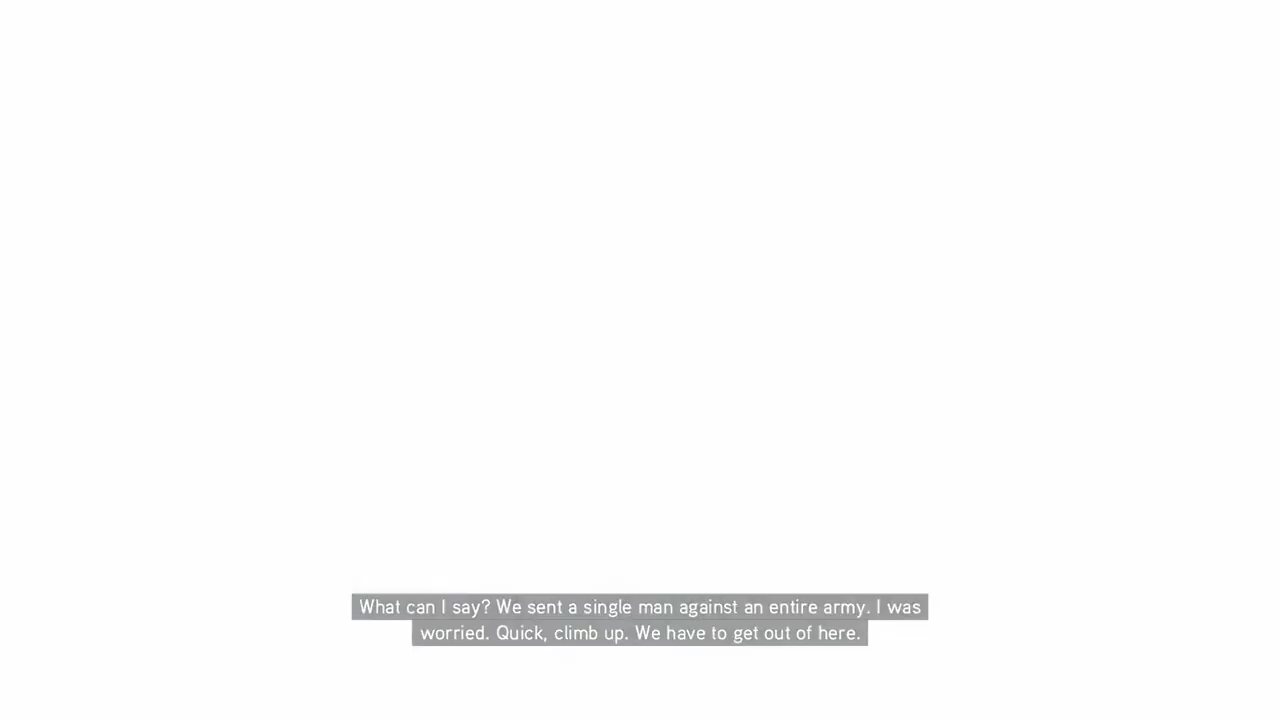 What can I say? We sent a single man against an entire army. I was
worried. Quick, climb up. We have to get out of here.